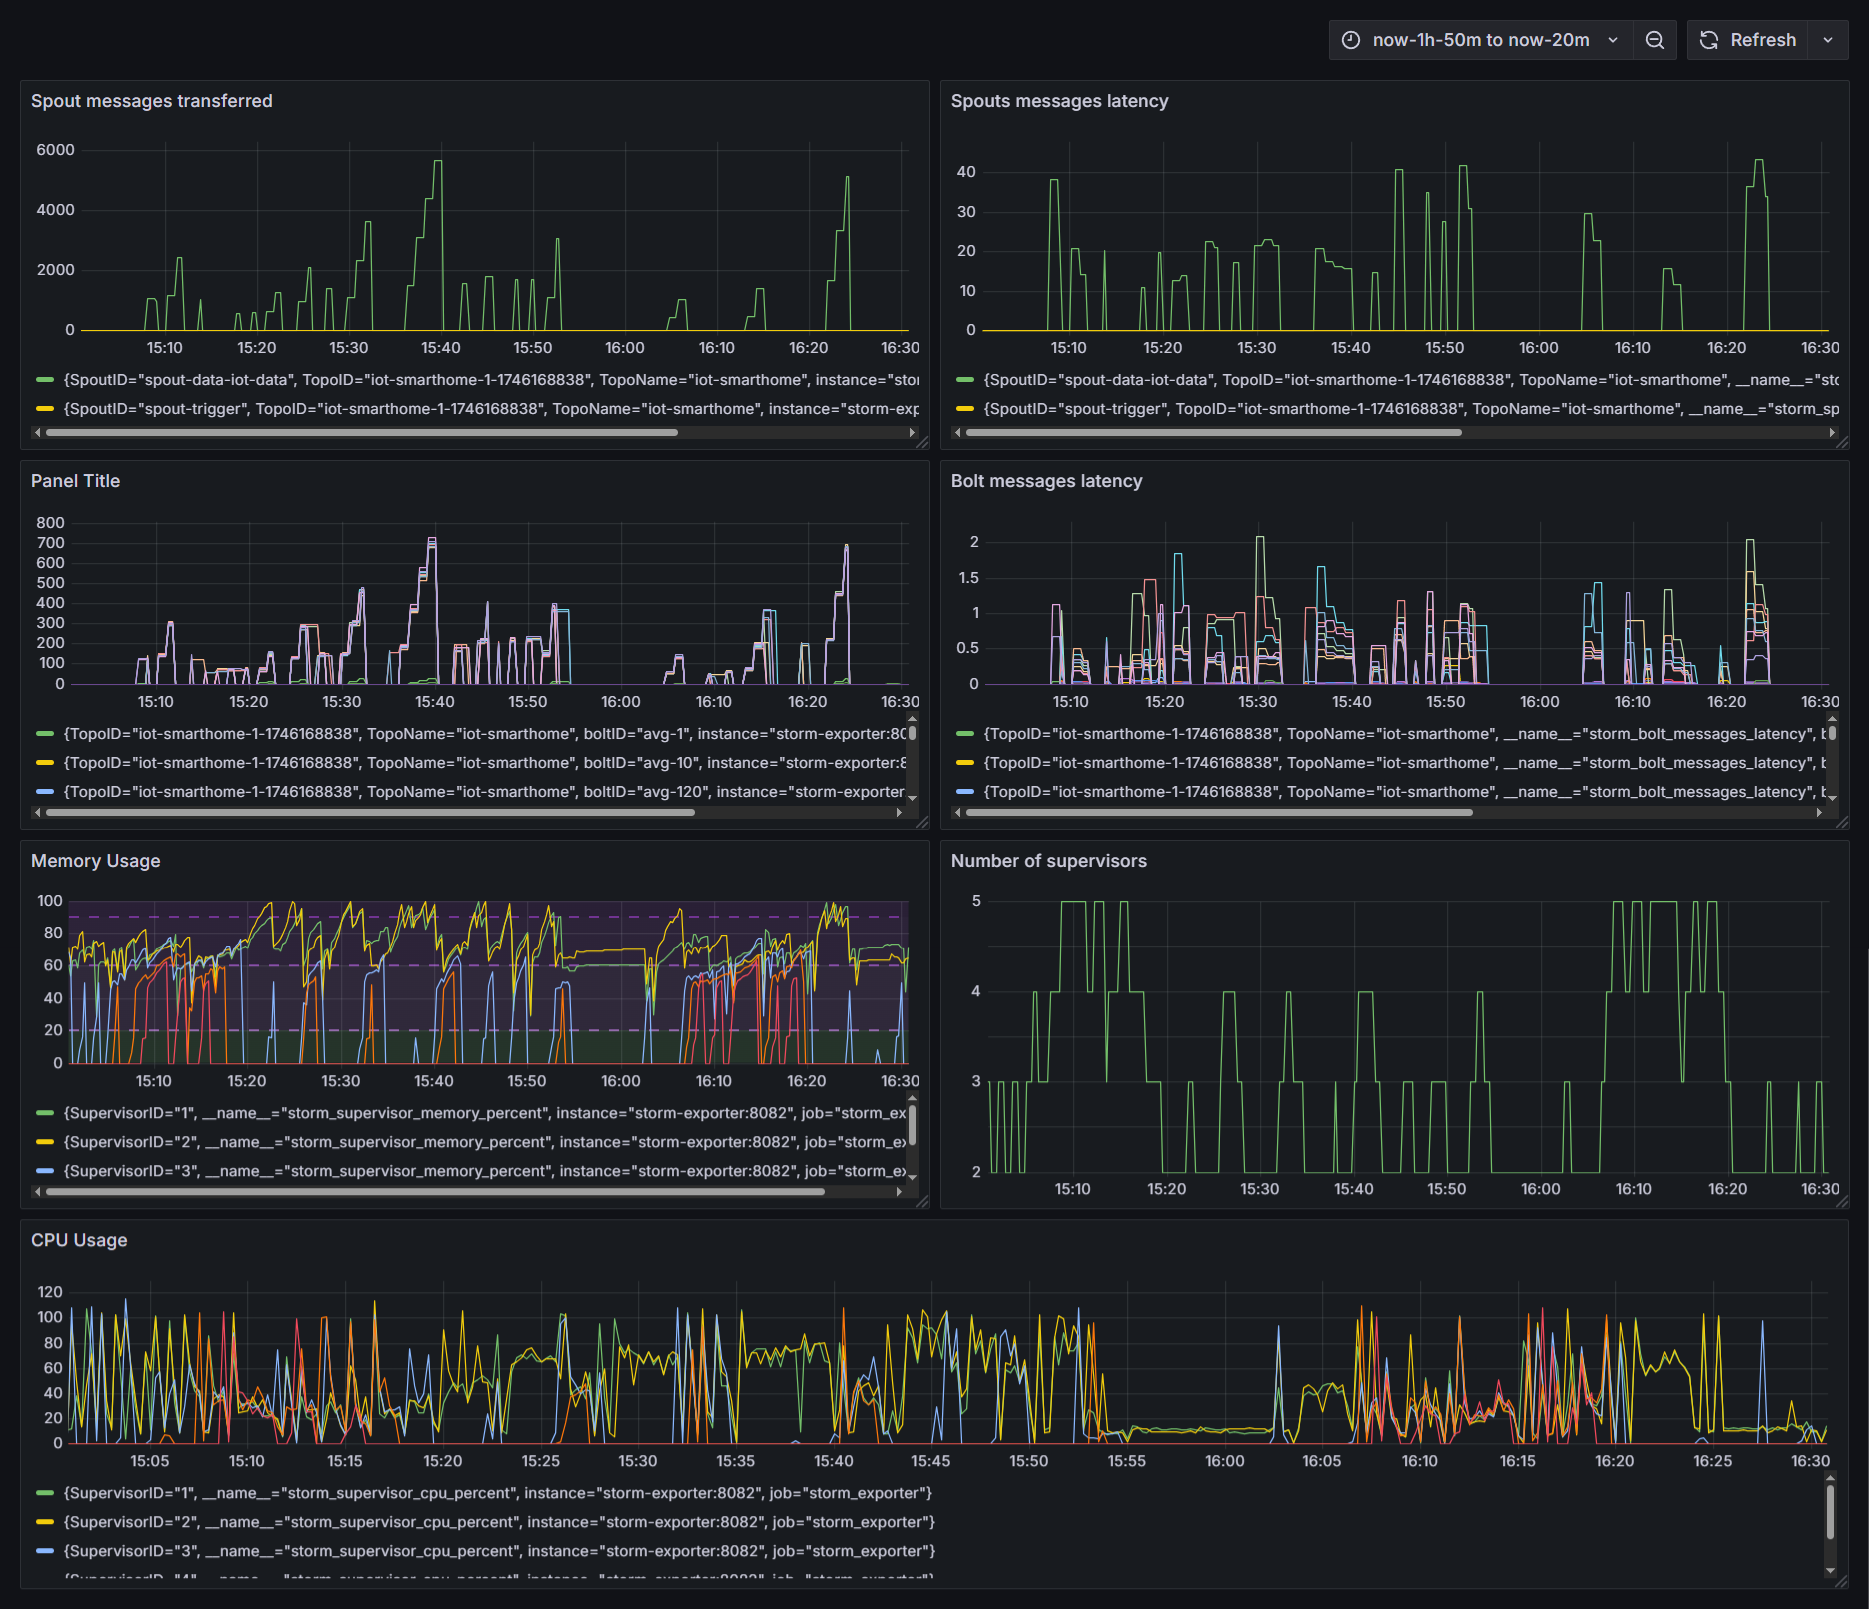 now-1h-50m to now-20m
Refresh
Spout messages transferred
6000
4000
2000
0
15:10 15:20 15:30 15:40 15:50 16:00 16:10 16:20 16:30
{SpoutID="spout-data-iot-data", TopoID="iot-smarthome-1-1746168838", TopoName="iot-smarthome", instance="stor
{SpoutID="spout-trigger", TopoID="iot-smarthome-1-1746168838", TopoName="iot-smarthome", instance="storm-exp
Spouts messages latency
40
30
20
10
0
15:10 15:20 15:30 15:40 15:50 16:00 16:10 16:20 16:30
{SpoutID="spout-data-iot-data", TopoID="iot-smarthome-1-1746168838", TopoName="iot-smarthome", __name__="stc
{SpoutID="spout-trigger", TopoID="iot-smarthome-1-1746168838", TopoName="iot-smarthome", __name__="storm_sp
Panel Title
800
700
600
500
400
300
200
100
0
15:10 15:20 15:30 15:40 15:50 16:00 16:10 16:20 16:30
{TopoID="iot-smarthome-1-1746168838", TopoName="iot-smarthome", boltID="avg-1", instance="storm-exporter:80
{TopoID="iot-smarthome-1-1746168838", TopoName="iot-smarthome", boltID="avg-10", instance="storm-exporter:8
{TopoID="iot-smarthome-1-1746168838", TopoName="iot-smarthome", boltID="avg-120", instance="storm-exporter
Bolt messages latency
2
1.5
1
0.5
0
15:10 15:20 15:30 15:40 15:50 16:00 16:10 16:20 16:30
{TopoID="iot-smarthome-1-1746168838", TopoName="iot-smarthome", __name__="storm_bolt_messages_latency", b
{TopoID="iot-smarthome-1-1746168838", TopoName="iot-smarthome", __name__="storm_bolt_messages_latency", b
{TopoID="iot-smarthome-1-1746168838", TopoName="iot-smarthome", __name__="storm_bolt_messages_latency", b
Memory Usage
100
80
60
40
20
0
15:10 15:20 15:30 15:40 15:50 16:00 16:10 16:20 16:30
{SupervisorID="1", __name__="storm_supervisor_memory_percent", instance="storm-exporter:8082", job="storm_ex
{SupervisorID="2", __name__="storm_supervisor_memory_percent", instance="storm-exporter:8082", job="storm_ex
{SupervisorID="3", __name__="storm_supervisor_memory_percent", instance="storm-exporter:8082", job="storm_ex
Number of supervisors
5
4
3
2
15:10 15:20 15:30 15:40 15:50 16:00 16:10 16:20 16:30
CPU Usage
120
100
80
60
40
20
0
15:05 15:10 15:15 15:20 15:25 15:30 15:35 15:40 15:45 15:50 15:55 16:00 16:05 16:10 16:15 16:20 16:25 16:30
{SupervisorID="1", __name__="storm_supervisor_cpu_percent", instance="storm-exporter:8082", job="storm_exporter"}
{SupervisorID="2", __name__="storm_supervisor_cpu_percent", instance="storm-exporter:8082", job="storm_exporter"}
{SupervisorID="3", __name__="storm_supervisor_cpu_percent", instance="storm-exporter:8082", job="storm_exporter"}